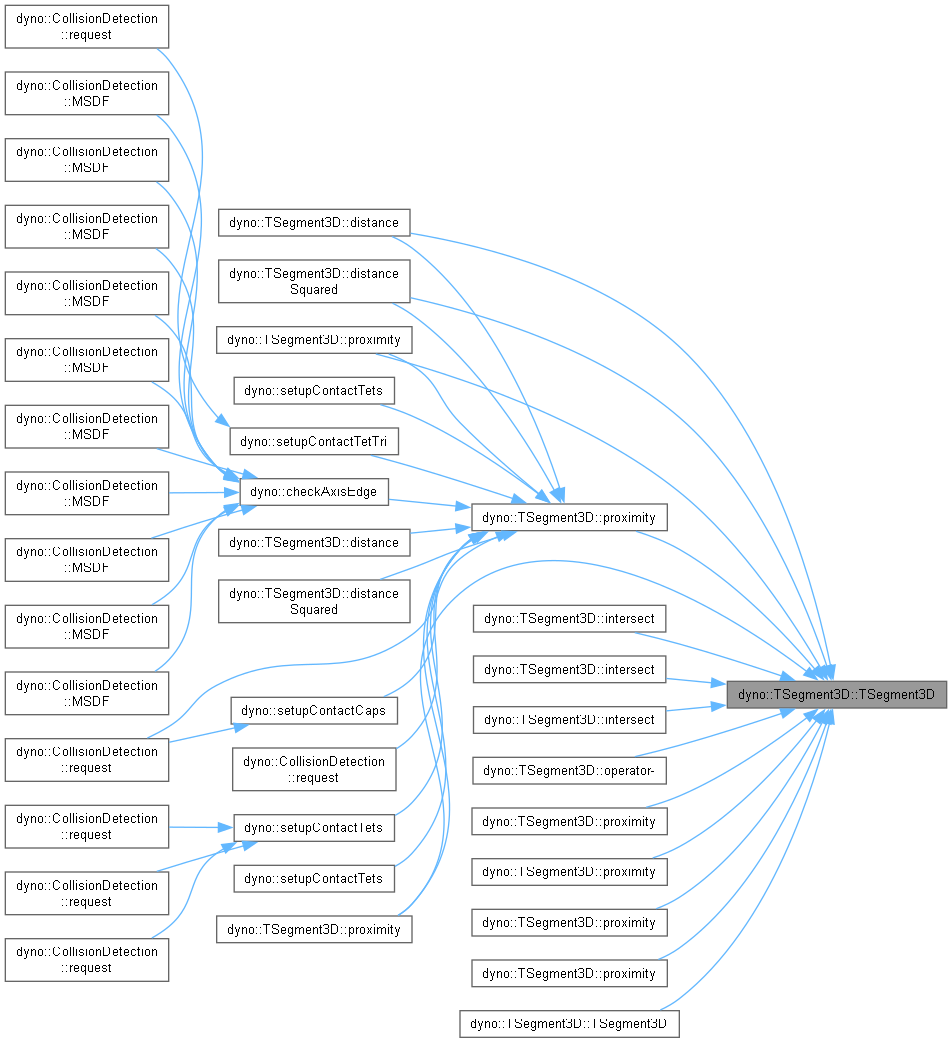 dyno::CollisionDetection
::request
dyno::CollisionDetection
::MSDF
dyno::CollisionDetection
::MSDF
dyno::CollisionDetection
::MSDF
dyno::CollisionDetection
::MSDF
dyno::CollisionDetection
::MSDF
dyno::CollisionDetection
::MSDF
dyno::CollisionDetection
::MSDF
dyno::CollisionDetection
::MSDF
dyno::CollisionDetection
::MSDF
dyno::CollisionDetection
::MSDF
dyno::CollisionDetection
::request
dyno::CollisionDetection
::request
dyno::CollisionDetection
::request
dyno::CollisionDetection
::request
dyno::TSegment3D::distance
dyno::TSegment3D::distance
Squared
dyno::TSegment3D::proximity
dyno::setupContactTets
dyno::setupContactTetTri
dyno::checkAxisEdge
dyno::TSegment3D::distance
dyno::TSegment3D::distance
Squared
dyno::setupContactCaps
dyno::CollisionDetection
::request
dyno::setupContactTets
dyno::setupContactTets
dyno::TSegment3D::proximity
dyno::TSegment3D::proximity
dyno::TSegment3D::intersect
dyno::TSegment3D::intersect
dyno::TSegment3D::intersect
dyno::TSegment3D::operator-
dyno::TSegment3D::proximity
dyno::TSegment3D::proximity
dyno::TSegment3D::proximity
dyno::TSegment3D::proximity
dyno::TSegment3D::TSegment3D
dyno::TSegment3D::TSegment3D